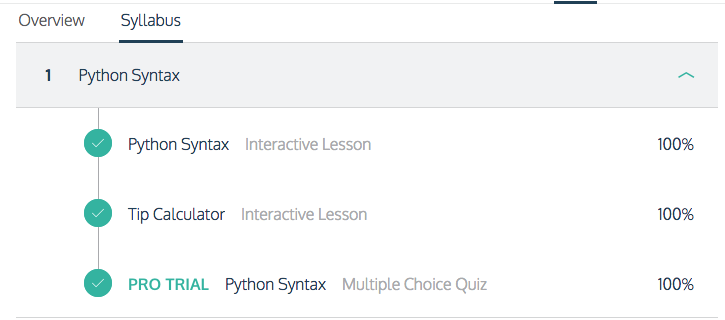 Overview Syllabus
1 Python Syntax
Python Syntax Interactive Lesson 100%
Tip Calculator Interactive Lesson 100%
PRO TRIAL Python Syntax Multiple Choice Quiz 100%